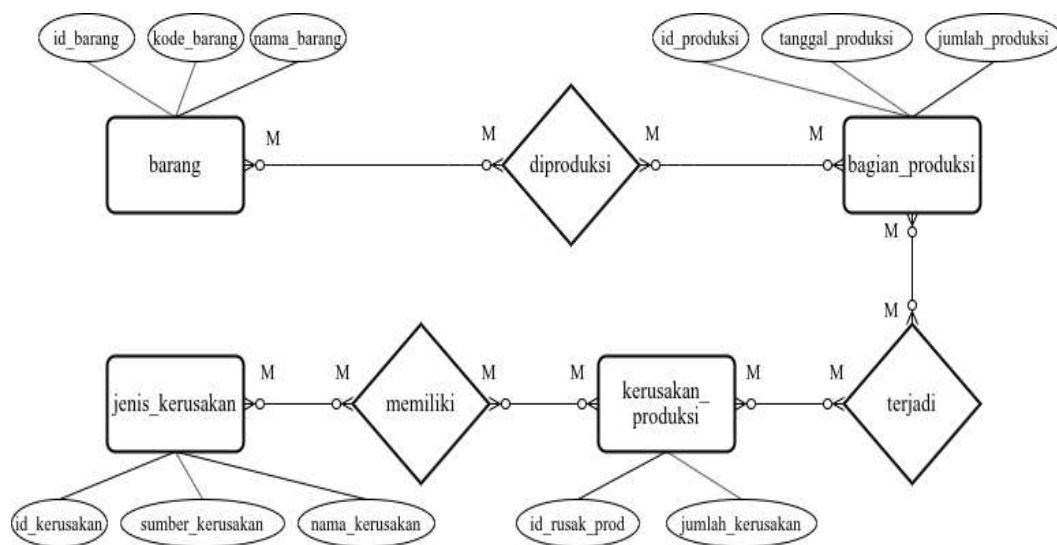 id_barang kode_barang nama_barang
id_produksi tanggal_produksi jumlah_produksi
M M M M
barang diproduksi bagian_produksi
M
M
M M M M M M
jenis_kerusakan memiliki kerusakan_
produksi terjadi
id_kerusakan sumber_kerusakan nama_kerusakan id_rusak_prod jumlah_kerusakan